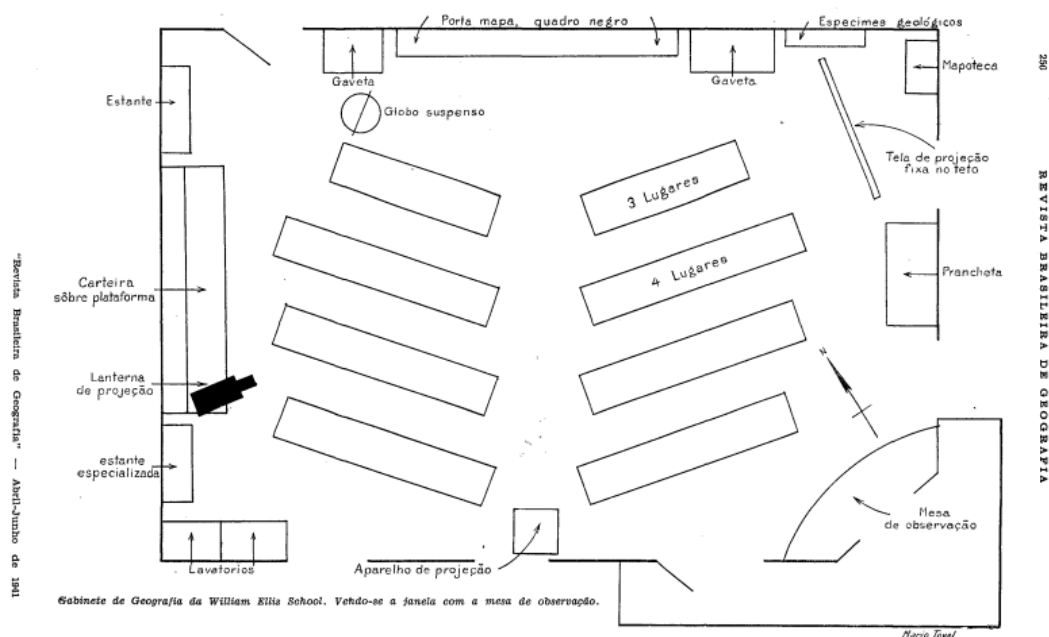 250
REVISTA BRASILEIRA DE GEOGRAFIA
Porta mapa, quadro negro
Especimes geológicos
Gaveta
Gaveta
Mapoteca
Estante
Globo suspenso
Tela de projeção
fixa no teto
3 Lugares
4 Lugares
Prancheta
Carteira
sôbre plataforma
Lanterna
de projeção
N
estante
especializada
Mesa
de observação
Lavatorios
Aparelho de projeção
Gabinete de Geografia da William Ellis School. Vendo-se a janela com a mesa de observação.
"Revista Brasileira de Geografia" — Abril-Junho de 1941